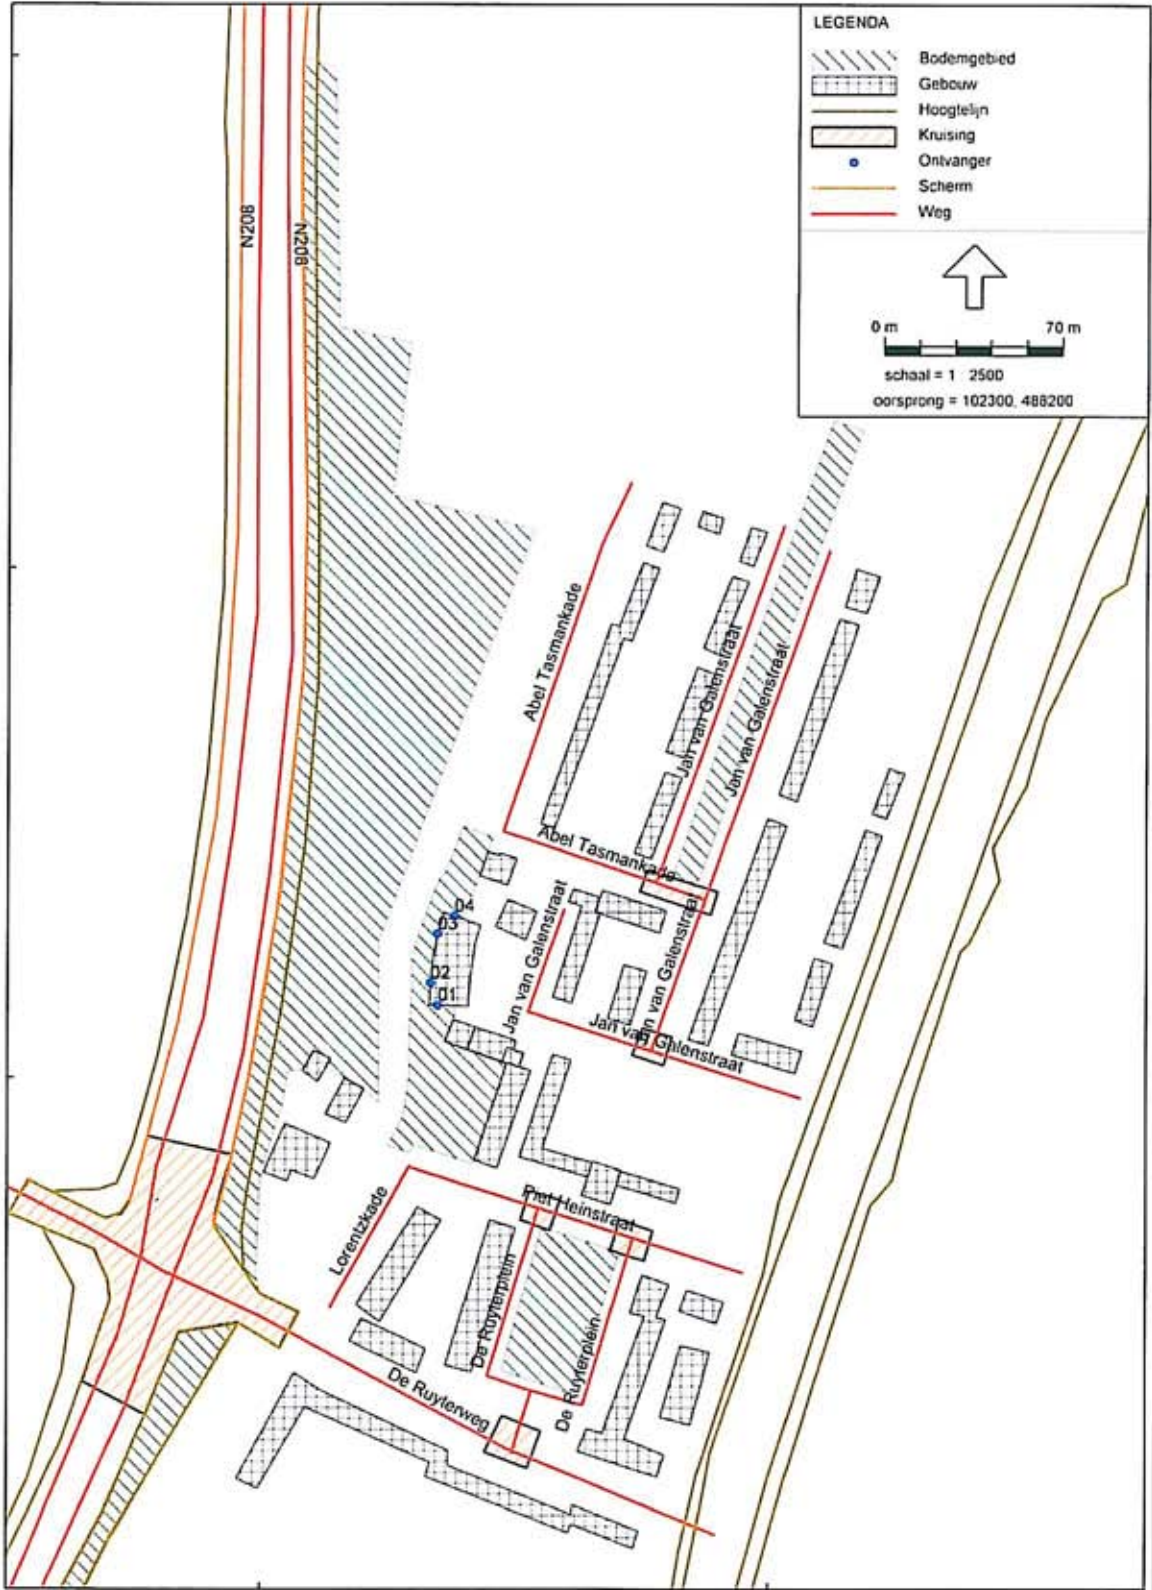 LEGENDA
Bodemgebied
Gebouw
Hoogtelijn
Kruising
Ontvanger
Scherm
Weg
0 m 70 m
schaal = 1 2500
oorsprong = 102300, 488200
N208
N208
Abel Tasmankade
Jan van Galenstraat
Jan van Galenstraat
Abel Tasmankade
04
03
02
01
Jan van Galenstraat
Jan van Galenstraat
Jan van Galenstraat
Piet Heinstraat
Lorentzkade
De Ruyterplein
De Ruyterplein
De Ruyterweg